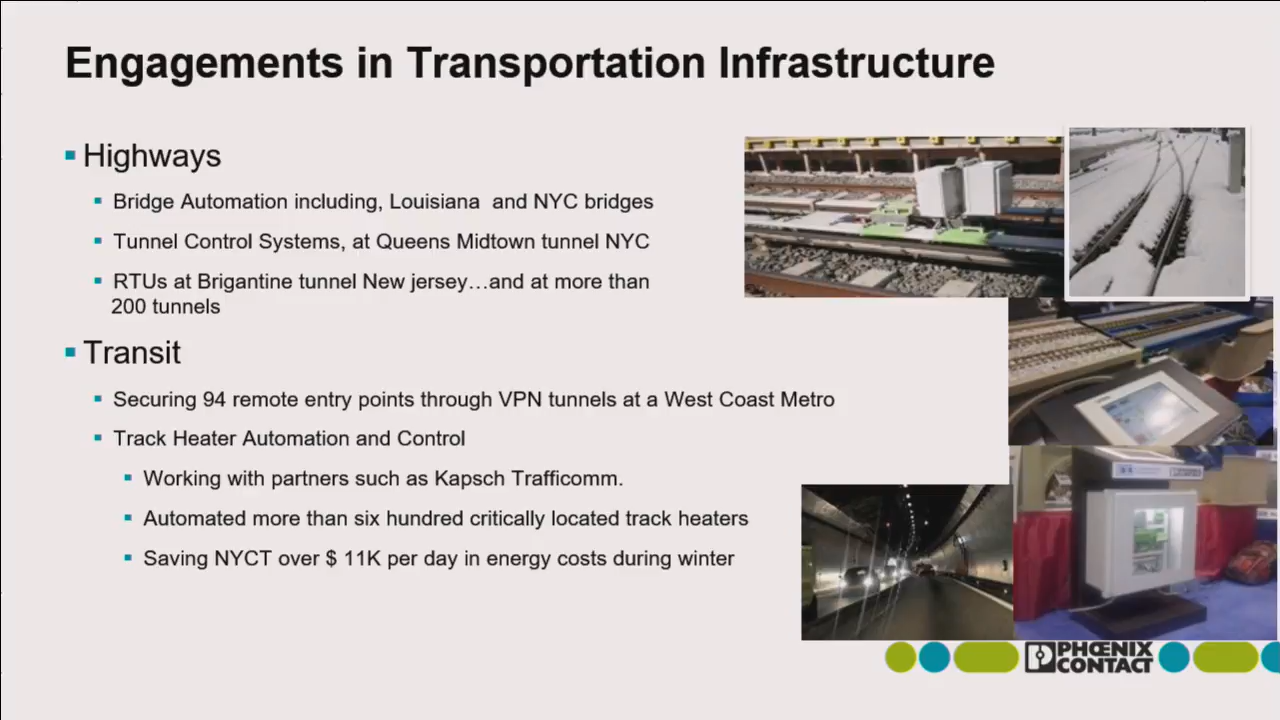 Engagements in Transportation Infrastructure
Highways
Bridge Automation including, Louisiana and NYC bridges
Tunnel Control Systems, at Queens Midtown tunnel NYC
RTUs at Brigantine tunnel New jersey…and at more than
200 tunnels
Transit
Securing 94 remote entry points through VPN tunnels at a West Coast Metro
Track Heater Automation and Control
Working with partners such as Kapsch Trafficomm.
Automated more than six hundred critically located track heaters
Saving NYCT over $ 11K per day in energy costs during winter
PHŒNIX
CONTACT